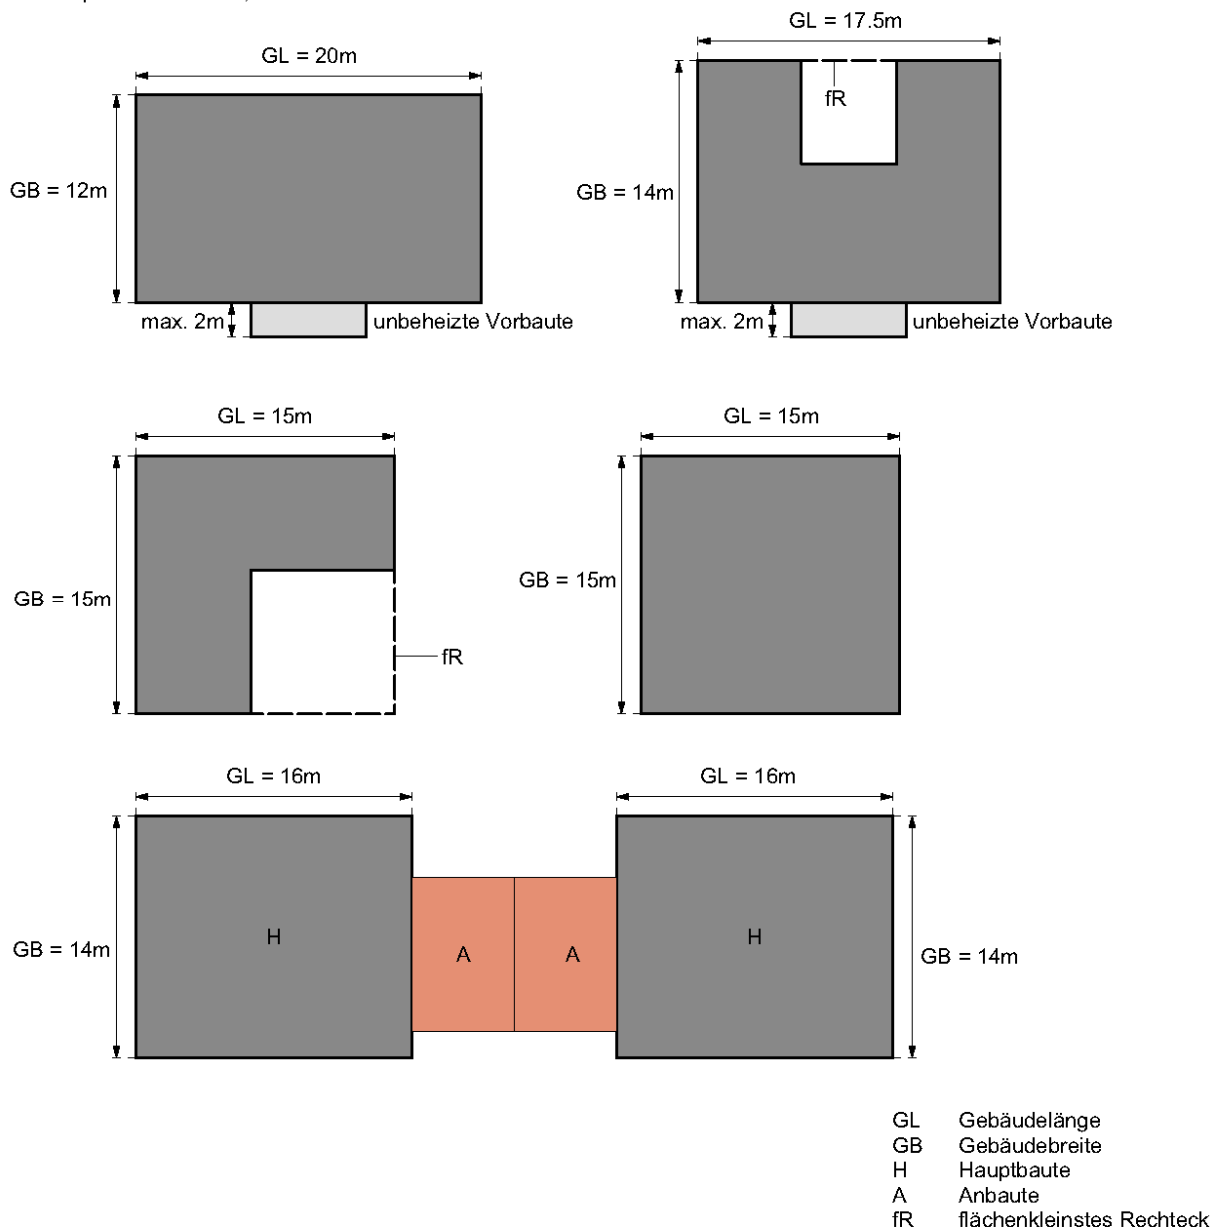 GL = 20m
GL = 17.5m
fR
GB = 12m
GB = 14m
max. 2m
unbeheizte Vorbaute
max. 2m
unbeheizte Vorbaute
GL = 15m
GL = 15m
GB = 15m
GB = 15m
fR
GL = 16m
GL = 16m
GB = 14m
H
A
A
H
GB = 14m
GL Gebäudelänge
GB Gebäudebreite
H Hauptbaute
A Anbaute
fR flächenkleinstes Rechteck